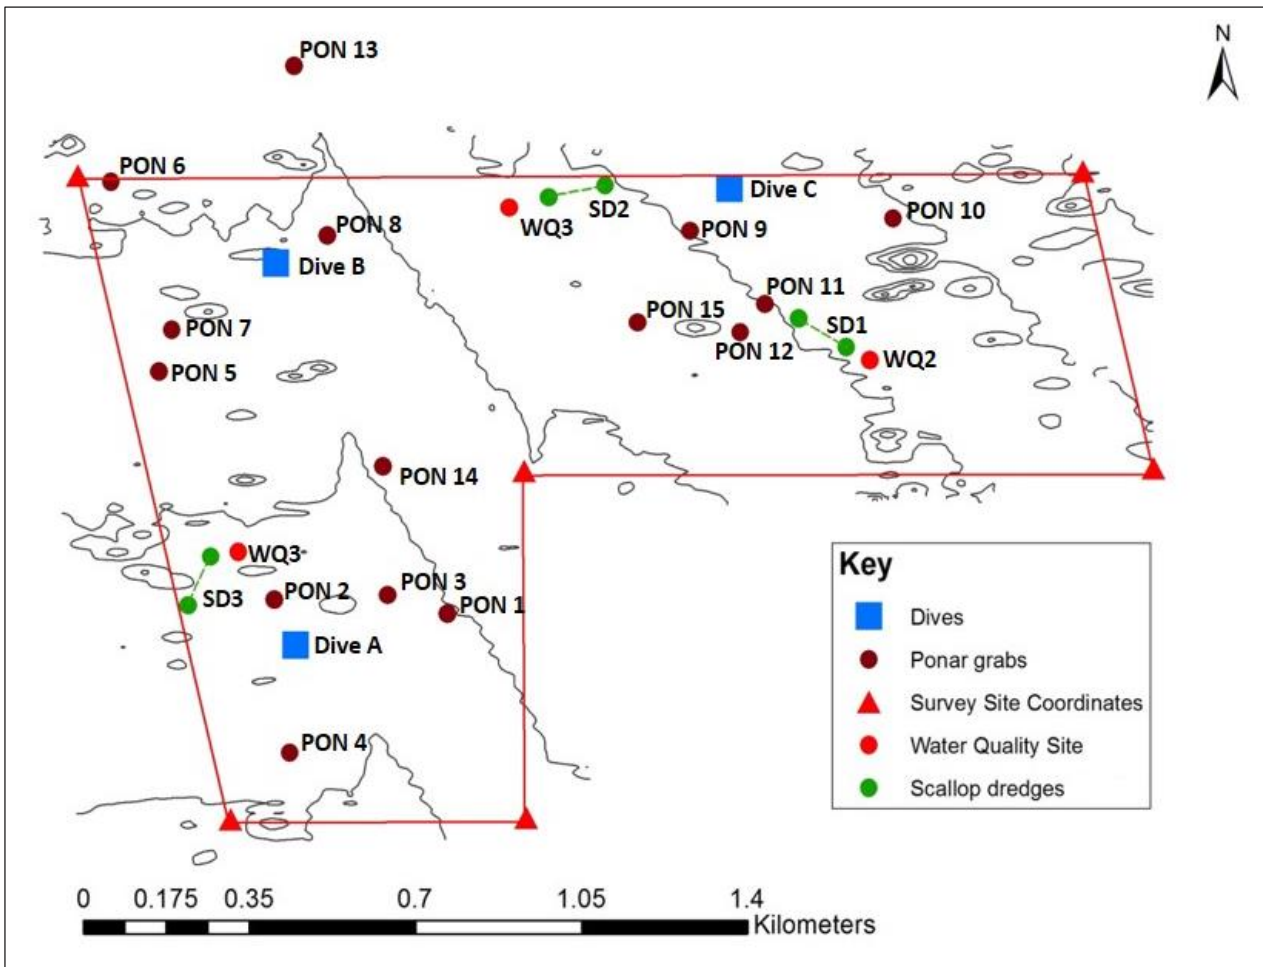 PON 13
N
PON 6
Dive C
SD2
WQ3
PON 10
PON 8
PON 9
Dive B
PON 11
PON 15
SD1
PON 7
PON 12
WQ2
PON 5
PON 14
WQ3
PON 3
PON 2
SD3
PON 1
Dive A
PON 4
Key
Dives
Ponar grabs
Survey Site Coordinates
Water Quality Site
Scallop dredges
0 0.175 0.35 0.7 1.05 1.4
Kilometers